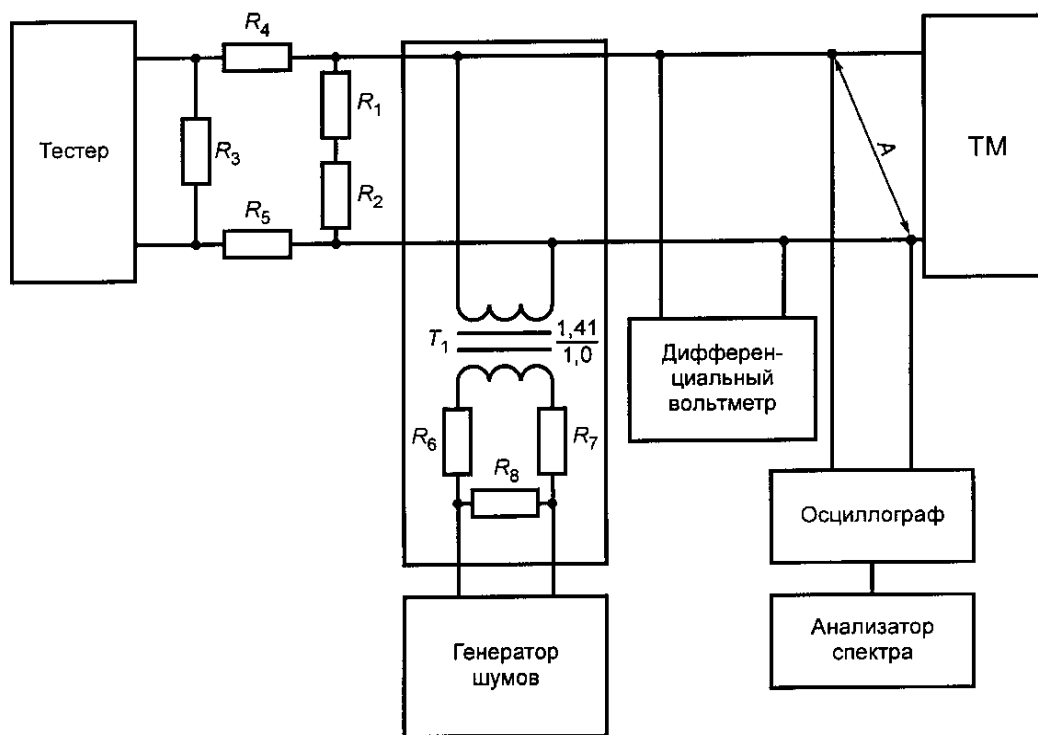 R4
R1
Тестер
R3
R2
R5
ТМ
А
T1
1,41
1,0
Дифферен-
циальный
вольтметр
R6
R7
R8
Осциллограф
Генератор
шумов
Анализатор
спектра